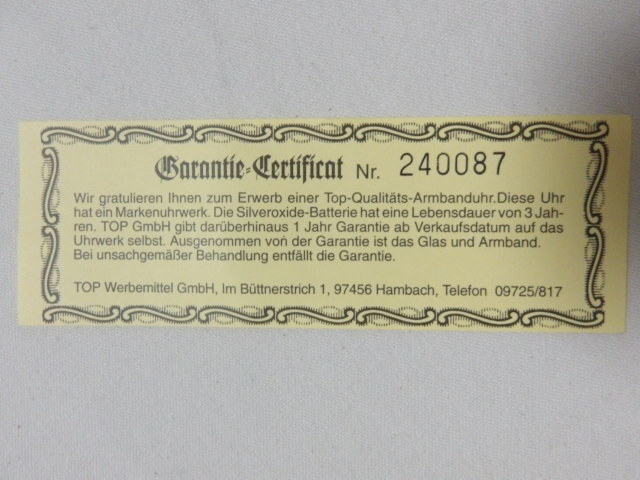 Garantie-Certificat Nr. 240087
Wir gratulieren Ihnen zum Erwerb einer Top-Qualitäts-Armbanduhr.Diese Uhr
hat ein Markenuhrwerk. Die Silveroxide-Batterie hat eine Lebensdauer von 3 Jah-
ren. TOP GmbH gibt darüberhinaus 1 Jahr Garantie ab Verkaufsdatum auf das
Uhrwerk selbst. Ausgenommen von der Garantie ist das Glas und Armband.
Bei unsachgemäßer Behandlung entfällt die Garantie.
TOP Werbemittel GmbH, Im Büttnerstrich 1, 97456 Hambach, Telefon 09725/817